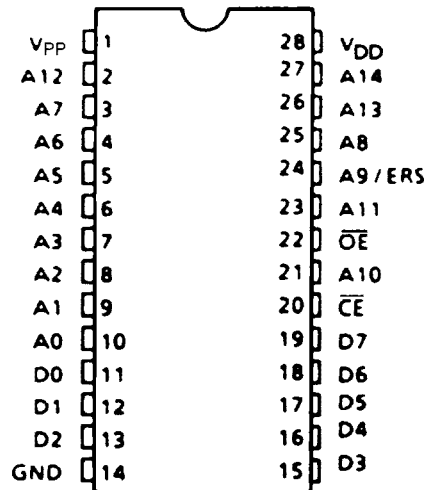 VPP 1 28 VDD
A12 2 27 A14
A7 3 26 A13
A6 4 25 A8
A5 5 24 A9/ERS
A4 6 23 A11
A3 7 22 OE
A2 8 21 A10
A1 9 20 CE
A0 10 19 D7
D0 11 18 D6
D1 12 17 D5
D2 13 16 D4
GND 14 15 D3